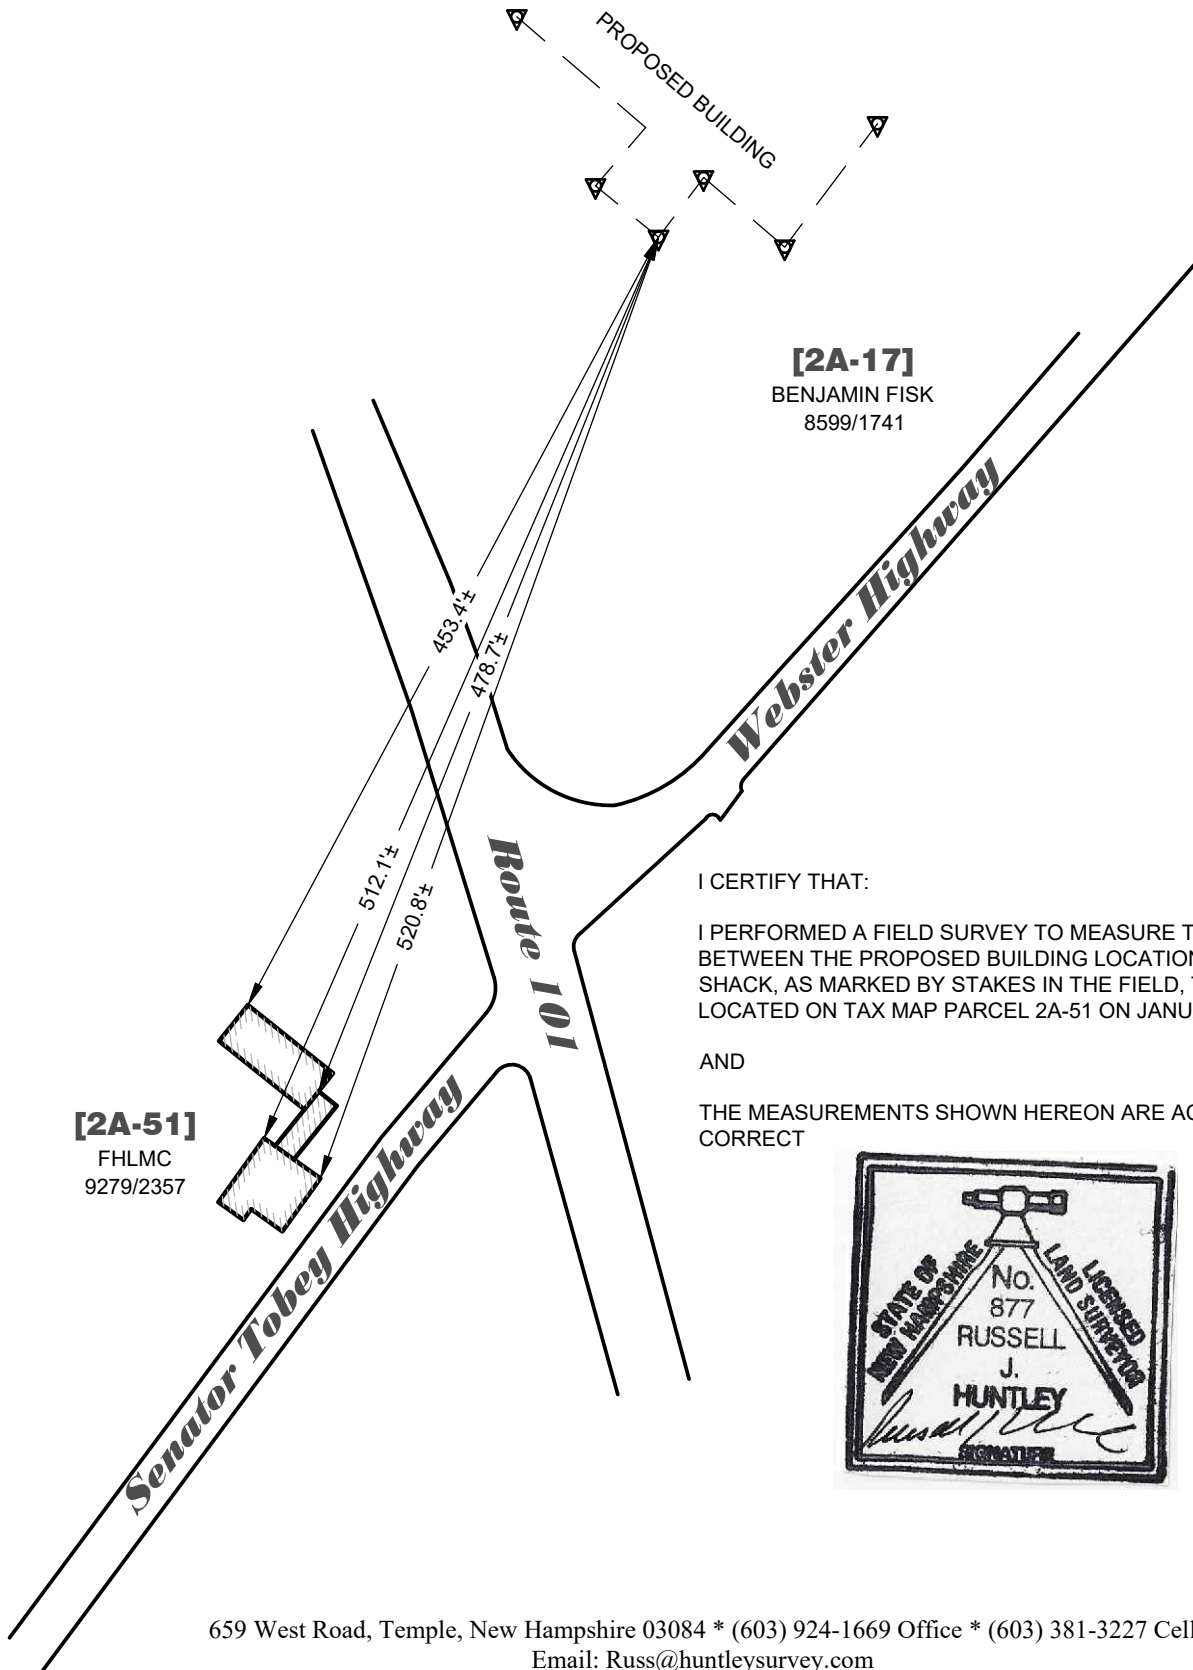 PROPOSED BUILDING
[2A-17]
BENJAMIN FISK
8599/1741
Webster Highway
453.4'±
478.7'±
512.1'±
520.8'±
Route 101
I CERTIFY THAT:
I PERFORMED A FIELD SURVEY TO MEASURE T
BETWEEN THE PROPOSED BUILDING LOCATION
SHACK, AS MARKED BY STAKES IN THE FIELD,
LOCATED ON TAX MAP PARCEL 2A-51 ON JANU
AND
THE MEASUREMENTS SHOWN HEREON ARE AC
CORRECT
[2A-51]
FHLMC
9279/2357
Senator Tobey Highway
STATE OF
NEW HAMPSHIRE
LICENSED
LAND SURVEYOR
No.
877
RUSSELL
J.
HUNTLEY
SIGNATURE
659 West Road, Temple, New Hampshire 03084 * (603) 924-1669 Office * (603) 381-3227 Cell
Email: Russ@huntleysurvey.com